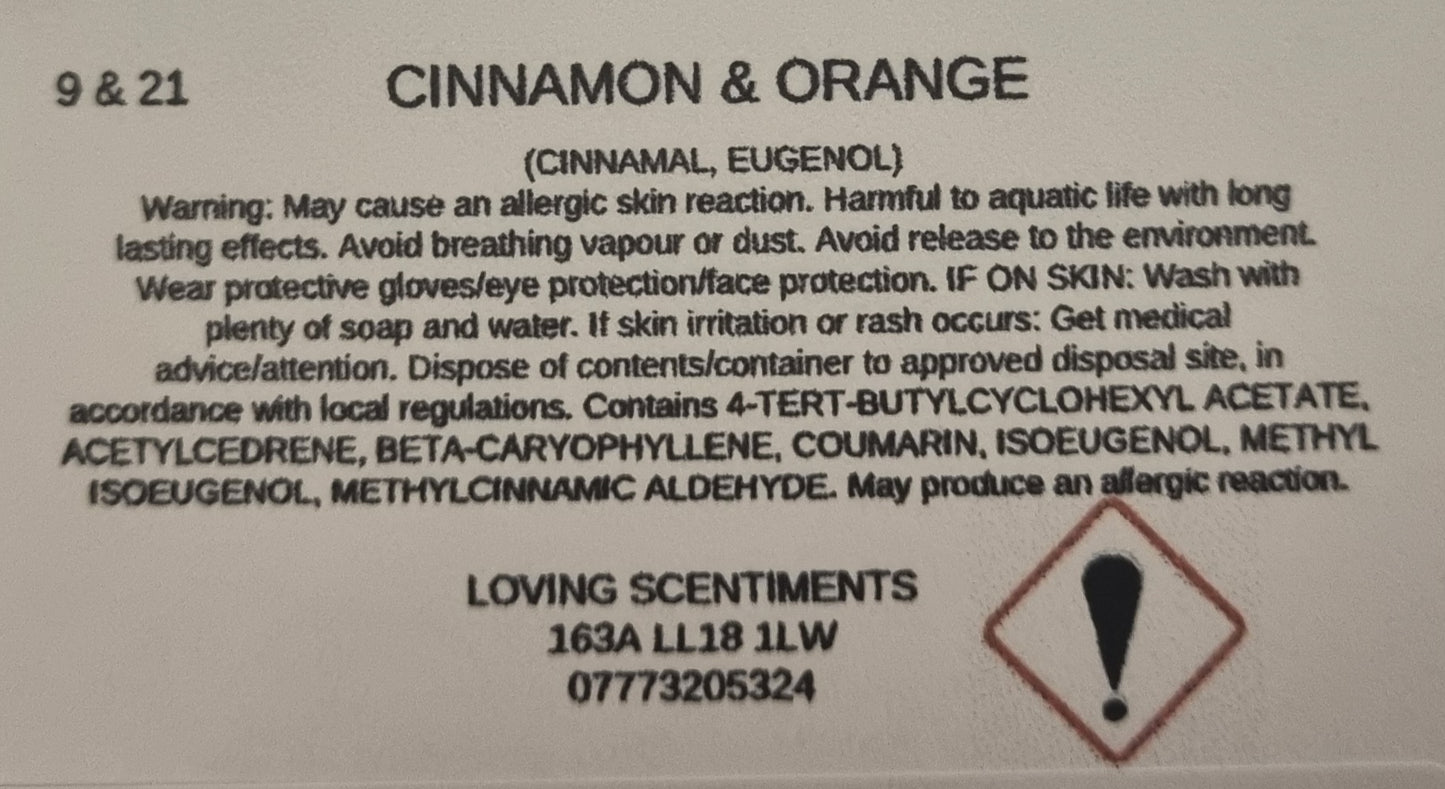 9 & 21 CINNAMON & ORANGE
(CINNAMAL, EUGENOL)
Warning: May cause an allergic skin reaction. Harmful to aquatic life with long
lasting effects. Avoid breathing vapour or dust. Avoid release to the environment.
Wear protective gloves/eye protection/face protection. IF ON SKIN: Wash with
plenty of soap and water. If skin irritation or rash occurs: Get medical
advice/attention. Dispose of contents/container to approved disposal site, in
accordance with local regulations. Contains 4-TERT-BUTYLCYCLOHEXYL ACETATE,
ACETYLCEDRENE, BETA-CARYOPHYLLENE, COUMARIN, ISOEUGENOL, METHYL
ISOEUGENOL, METHYLCINNAMIC ALDEHYDE. May produce an allergic reaction.
LOVING SCENTIMENTS
163A LL18 1LW
07773205324